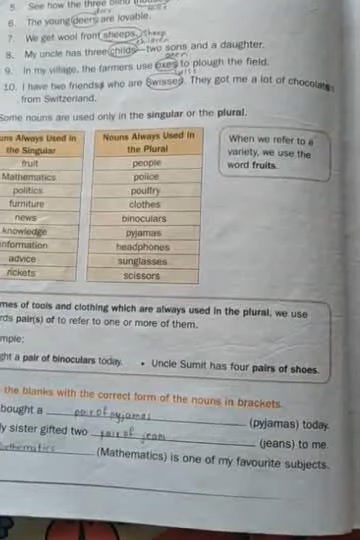 5. See how the three blind
6. The young deers are lovable.
deer
7. We get wool from sheeps. sheep
children
8. My uncle has three childs—two sons and a daughter.
oxen
9. In my village, the farmers use oxes to plough the field.
swiss
10. I have two friends who are Swisses. They got me a lot of chocolates
from Switzerland.
Some nouns are used only in the singular or the plural.
uns Always Used in the Singular
fruit
Mathematics
politics
furniture
news
knowledge
information
advice
rickets
Nouns Always Used in the Plural
people
police
poultry
clothes
binoculars
pyjamas
headphones
sunglasses
scissors
When we refer to a
variety, we use the
word fruits.
mes of tools and clothing which are always used in the plural, we use
rds pair(s) of to refer to one or more of them.
mple:
ght a pair of binoculars today. • Uncle Sumit has four pairs of shoes.
the blanks with the correct form of the nouns in brackets.
bought a pair of pyjamas (pyjamas) today.
ly sister gifted two pair of jeans (jeans) to me.
Mathematics (Mathematics) is one of my favourite subjects.